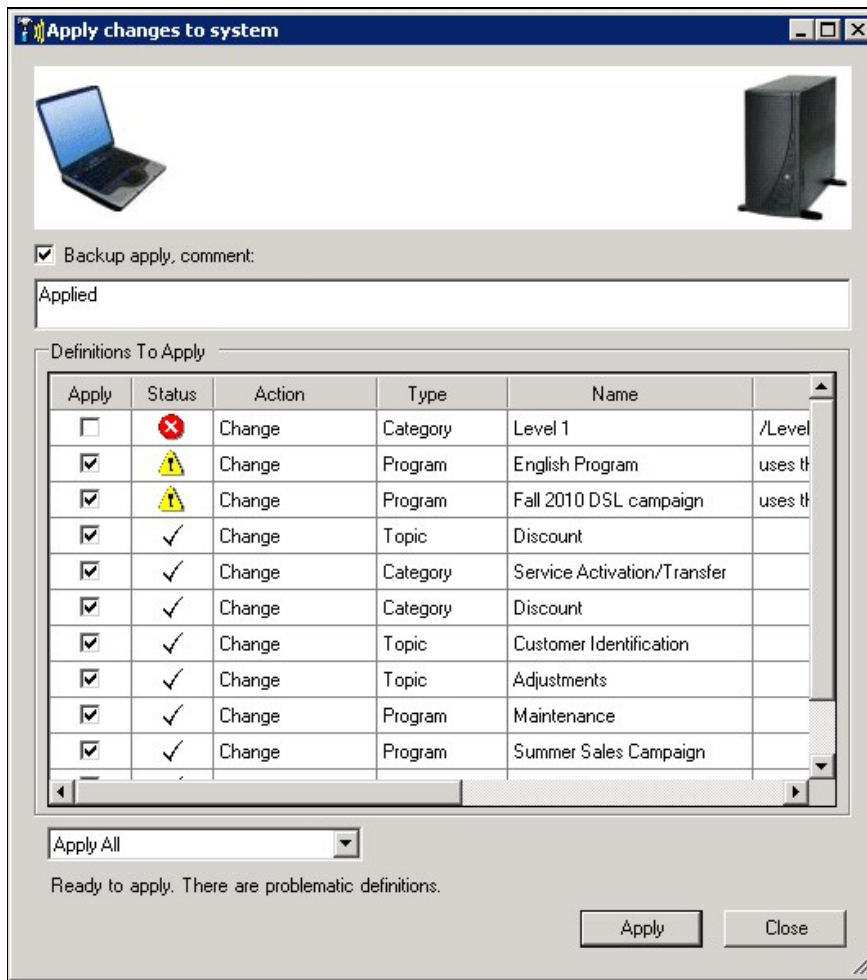 Apply changes to system
Backup apply, comment:
Applied
Definitions To Apply
Apply Status Action Type Name
Change Category Level 1 /Level
Change Program English Program uses th
Change Program Fall 2010 DSL campaign uses th
Change Topic Discount
Change Category Service Activation/Transfer
Change Category Discount
Change Topic Customer Identification
Change Topic Adjustments
Change Program Maintenance
Change Program Summer Sales Campaign
Apply All
Ready to apply. There are problematic definitions.
Apply Close